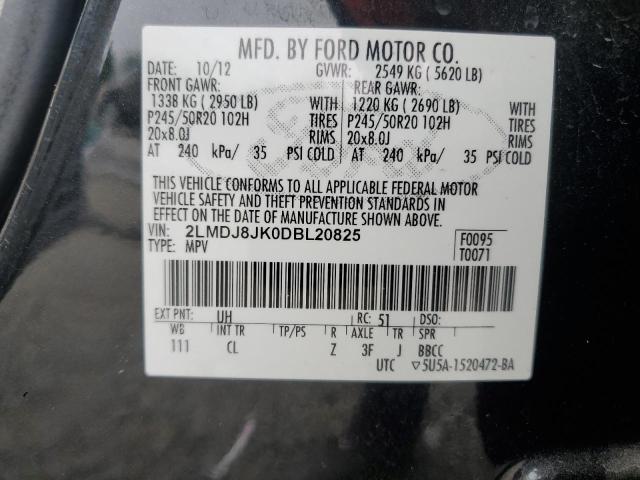 MFD. BY FORD MOTOR CO.
DATE: 10/12 GVWR: 2549 KG ( 5620 LB)
FRONT GAWR: REAR GAWR:
1338 KG ( 2950 LB) WITH 1220 KG ( 2690 LB) WITH
P245/50R20 102H TIRES P245/50R20 102H TIRES
20x8.0J RIMS 20x8.0J RIMS
AT 240 kPa/ 35 PSI COLD AT 240 kPa/ 35 PSI COLD
THIS VEHICLE CONFORMS TO ALL APPLICABLE FEDERAL MOTOR
VEHICLE SAFETY AND THEFT PREVENTION STANDARDS IN
EFFECT ON THE DATE OF MANUFACTURE SHOWN ABOVE.
VIN: 2LMDJ8JK0DBL20825 F0095
TYPE: MPV T0071
EXT PNT: UH RC: 51 DSO:
WB INT TR TP/PS R AXLE TR SPR
111 CL Z 3F J BBCC
UTC ▽5U5A-1520472-BA